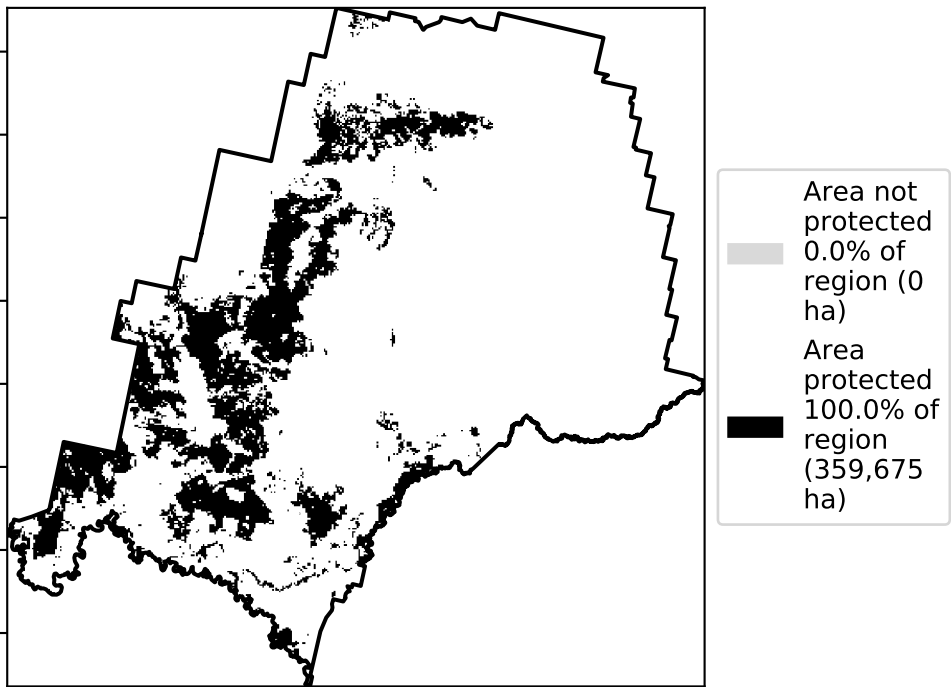 Area not
protected
0.0% of
region (0
ha)
Area
protected
100.0% of
region
(359,675
ha)